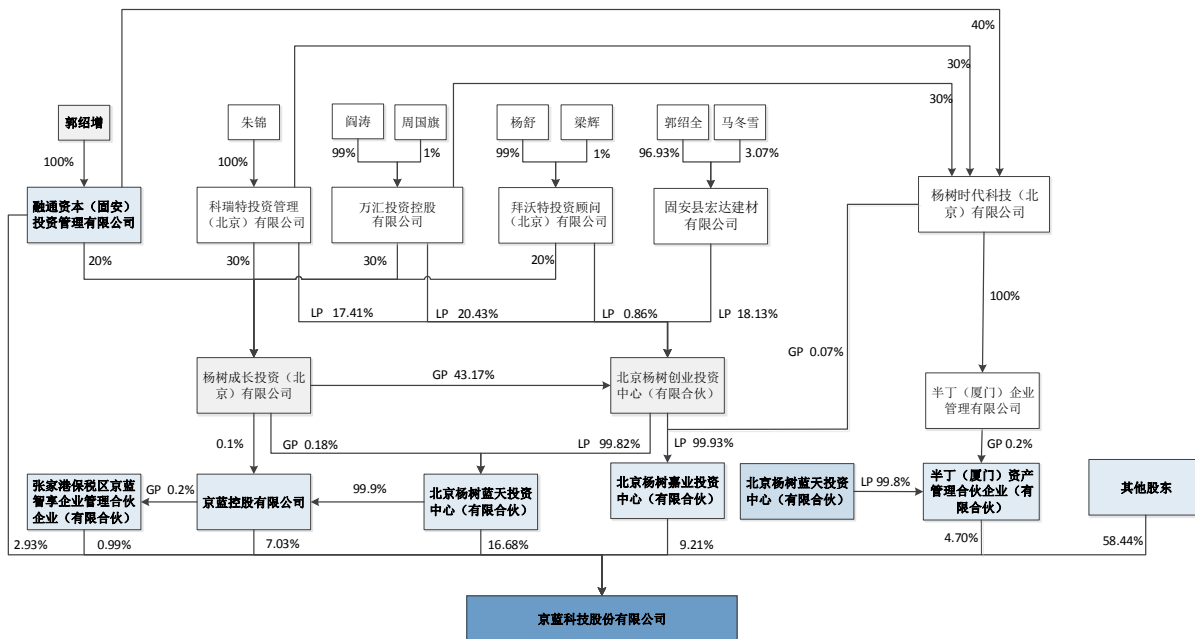 40%
30%
30%
郭绍增
朱锦
阎涛
周国旗
杨舒
梁辉
郭绍全
马冬雪
100%
100%
99%
1%
99%
1%
96.93%
3.07%
融通资本（固安）
投资管理有限公司
科瑞特投资管理
（北京）有限公司
万汇投资控股
有限公司
拜沃特投资顾问
（北京）有限公司
固安县宏达建材
有限公司
杨树时代科技（北
京）有限公司
20%
30%
30%
20%
100%
LP 17.41%
LP 20.43%
LP 0.86%
LP 18.13%
GP 0.07%
杨树成长投资（北
京）有限公司
GP 43.17%
北京杨树创业投资
中心（有限合伙）
半丁（厦门）企业
管理有限公司
0.1%
GP 0.18%
LP 99.82%
LP 99.93%
GP 0.2%
张家港保税区京蓝
智享企业管理合伙
企业（有限合伙）
GP 0.2%
京蓝控股有限公司
99.9%
北京杨树蓝天投资
中心（有限合伙）
北京杨树嘉业投资
中心（有限合伙）
北京杨树蓝天投资
中心（有限合伙）
LP 99.8%
半丁（厦门）资产
管理合伙企业（有
限合伙）
其他股东
2.93%
0.99%
7.03%
16.68%
9.21%
4.70%
58.44%
京蓝科技股份有限公司